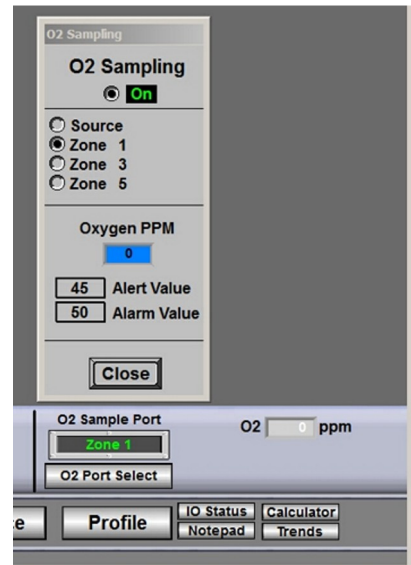 O2 Sampling
O2 Sampling
On
Source
Zone 1
Zone 3
Zone 5
Oxygen PPM
0
45 Alert Value
50 Alarm Value
Close
O2 Sample Port
Zone 1
O2 Port Select
O2 0 ppm
Profile
IO Status
Calculator
Notepad
Trends